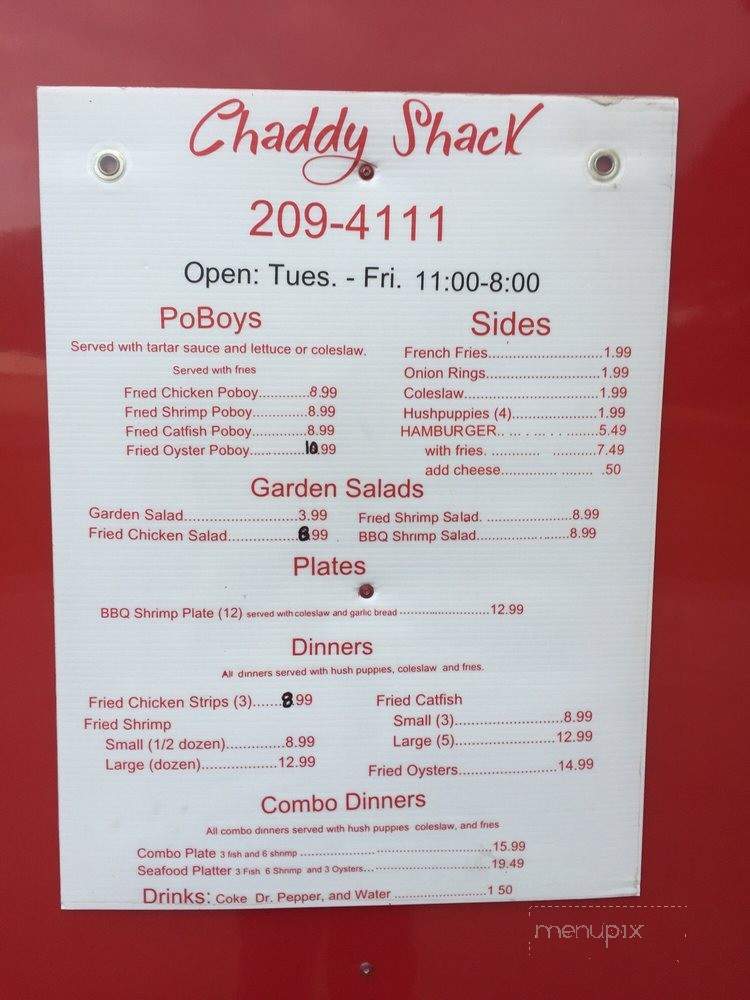 Chaddy Shack
209-4111
Open: Tues. - Fri. 11:00-8:00
PoBoys
Served with tartar sauce and lettuce or coleslaw.
Served with fries
Fried Chicken Poboy............8.99
Fried Shrimp Poboy.............8.99
Fried Catfish Poboy.............8.99
Fried Oyster Poboy.............10.99
Sides
French Fries............................1.99
Onion Rings............................1.99
Coleslaw..................................1.99
Hushpuppies (4).....................1.99
HAMBURGER.. ... . .. . . ........5.49
with fries. ............ ...........7.49
add cheese............. ........ .50
Garden Salads
Garden Salad...........................3.99
Fried Chicken Salad.................8.99
Fried Shrimp Salad. ......................8.99
BBQ Shrimp Salad.......................8.99
Plates
BBQ Shrimp Plate (12) served with coleslaw and garlic bread ..............................12.99
Dinners
All dinners served with hush puppies, coleslaw and fries.
Fried Chicken Strips (3).......8.99
Fried Shrimp
Small (1/2 dozen)..............8.99
Large (dozen)..................12.99
Fried Catfish
Small (3)..........................8.99
Large (5)........................12.99
Fried Oysters........................14.99
Combo Dinners
All combo dinners served with hush puppies coleslaw, and fries
Combo Plate 3 fish and 6 shrimp ......................................................15.99
Seafood Platter 3 Fish 6 Shrimp and 3 Oysters... ............................19.49
Drinks: Coke Dr. Pepper, and Water ......................1 50
menupix